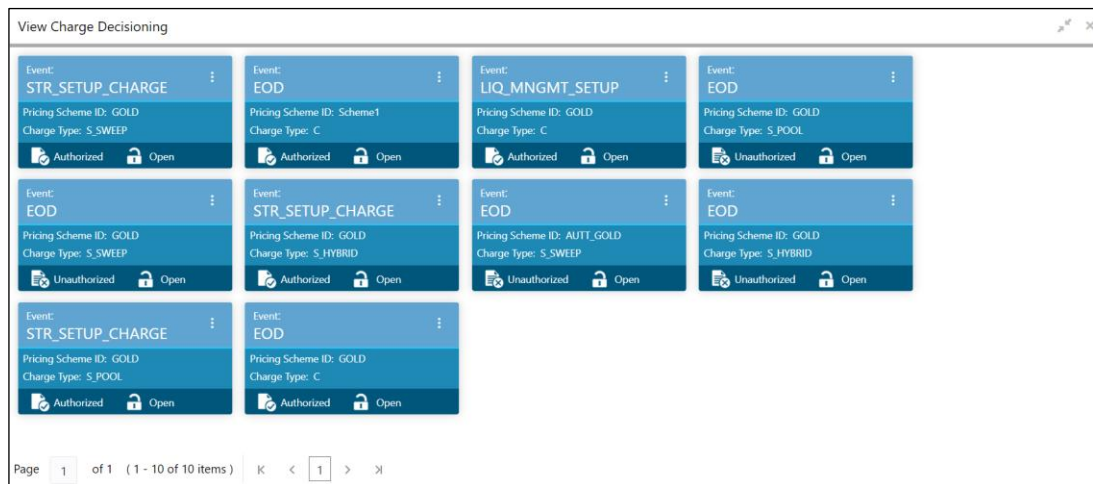 View Charge Decisioning
Event:
STR_SETUP_CHARGE
Pricing Scheme ID: GOLD
Charge Type: S_SWEEP
Authorized Open
Event:
EOD
Pricing Scheme ID: Scheme1
Charge Type: C
Authorized Open
Event:
LIQ_MNGMT_SETUP
Pricing Scheme ID: GOLD
Charge Type: C
Authorized Open
Event:
EOD
Pricing Scheme ID: GOLD
Charge Type: S_POOL
Unauthorized Open
Event:
EOD
Pricing Scheme ID: GOLD
Charge Type: S_SWEEP
Unauthorized Open
Event:
STR_SETUP_CHARGE
Pricing Scheme ID: GOLD
Charge Type: S_HYBRID
Authorized Open
Event:
EOD
Pricing Scheme ID: AUTT_GOLD
Charge Type: S_SWEEP
Unauthorized Open
Event:
EOD
Pricing Scheme ID: GOLD
Charge Type: S_HYBRID
Unauthorized Open
Event:
STR_SETUP_CHARGE
Pricing Scheme ID: GOLD
Charge Type: S_POOL
Authorized Open
Event:
EOD
Pricing Scheme ID: GOLD
Charge Type: C
Authorized Open
Page 1 of 1 ( 1 - 10 of 10 items ) 1